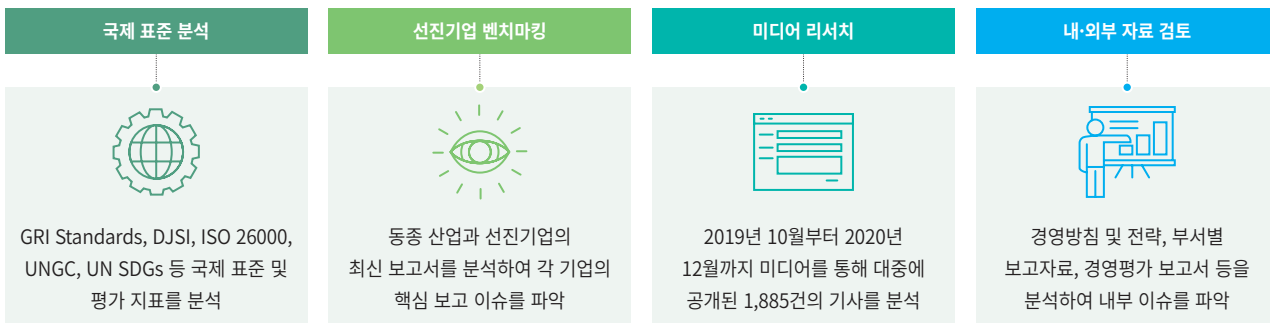 국제 표준 분석
GRI Standards, DJSI, ISO 26000,
UNGC, UN SDGs 등 국제 표준 및
평가 지표를 분석
선진기업 벤치마킹
동종 산업과 선진기업의
최신 보고서를 분석하여 각 기업의
핵심 보고 이슈를 파악
미디어 리서치
2019년 10월부터 2020년
12월까지 미디어를 통해 대중에
공개된 1,885건의 기사를 분석
내·외부 자료 검토
경영방침 및 전략, 부서별
보고자료, 경영평가 보고서 등을
분석하여 내부 이슈를 파악